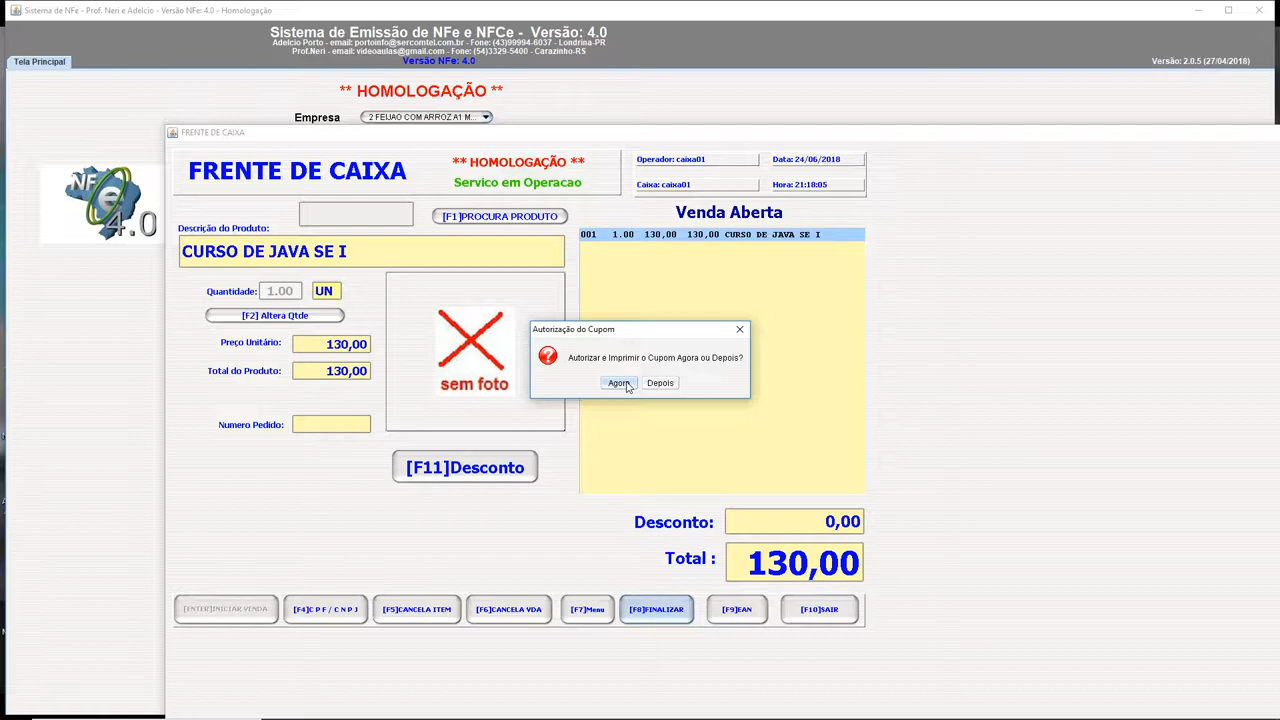 Sistema de NFe - Prof. Neri e Adelcio - Versão NFe: 4.0 - Homologação
Sistema de Emissão de NFe e NFCe - Versão: 4.0
Adelcio Porto - email: portoinfo@sercomtel.com.br - Fone: (43)99994-6037 - Londrina-PR
Prof.Neri - email: videoaulas@gmail.com - Fone: (54)3329-5400 - Carazinho-RS
Tela Principal
Versão NFe: 4.0
Versão: 2.0.5 (27/04/2018)
** HOMOLOGAÇÃO **
Empresa
2 FEIJAO COM ARROZ A1 M...
FRENTE DE CAIXA
FRENTE DE CAIXA
** HOMOLOGAÇÃO **
Servico em Operacao
Operador: caixa01
Data: 24/06/2018
Caixa: caixa01
Hora: 21:18:05
NF e 4.0
[F1]PROCURA PRODUTO
Venda Aberta
Descrição do Produto:
CURSO DE JAVA SE I
001 1.00 130,00 130,00 CURSO DE JAVA SE I
Quantidade:
1.00
UN
[F2] Altera Qtde
Preço Unitário:
130,00
Total do Produto:
130,00
sem foto
Autorização do Cupom
Autorizar e Imprimir o Cupom Agora ou Depois?
Agora
Depois
Numero Pedido:
[F11]Desconto
Desconto:
0,00
Total :
130,00
[ENTER]INICIAR VENDA
[F4]C P F / C N P J
[F5]CANCELA ITEM
[F6]CANCELA VDA
[F7]Menu
[F8]FINALIZAR
[F9]EAN
[F10]SAIR